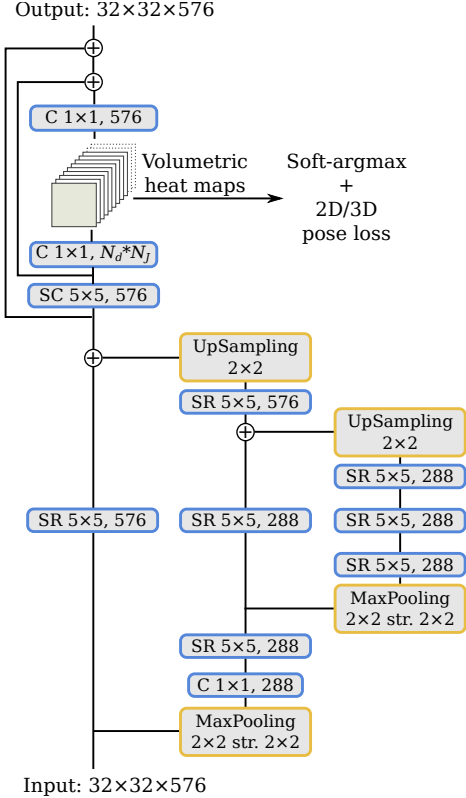 Output: 32×32×576
C 1×1, 576
Volumetric
heat maps
Soft-argmax
+
2D/3D
pose loss
C 1×1, N_d*N_J
SC 5×5, 576
UpSampling
2×2
SR 5×5, 576
UpSampling
2×2
SR 5×5, 288
SR 5×5, 576
SR 5×5, 288
SR 5×5, 288
SR 5×5, 288
MaxPooling
2×2 str. 2×2
SR 5×5, 288
C 1×1, 288
MaxPooling
2×2 str. 2×2
Input: 32×32×576